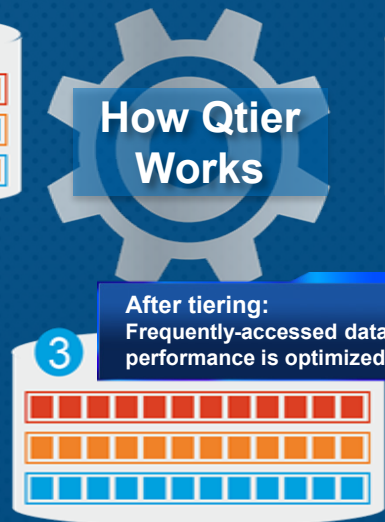 How Qtier
Works
After tiering:
Frequently-accessed data
performance is optimized
3